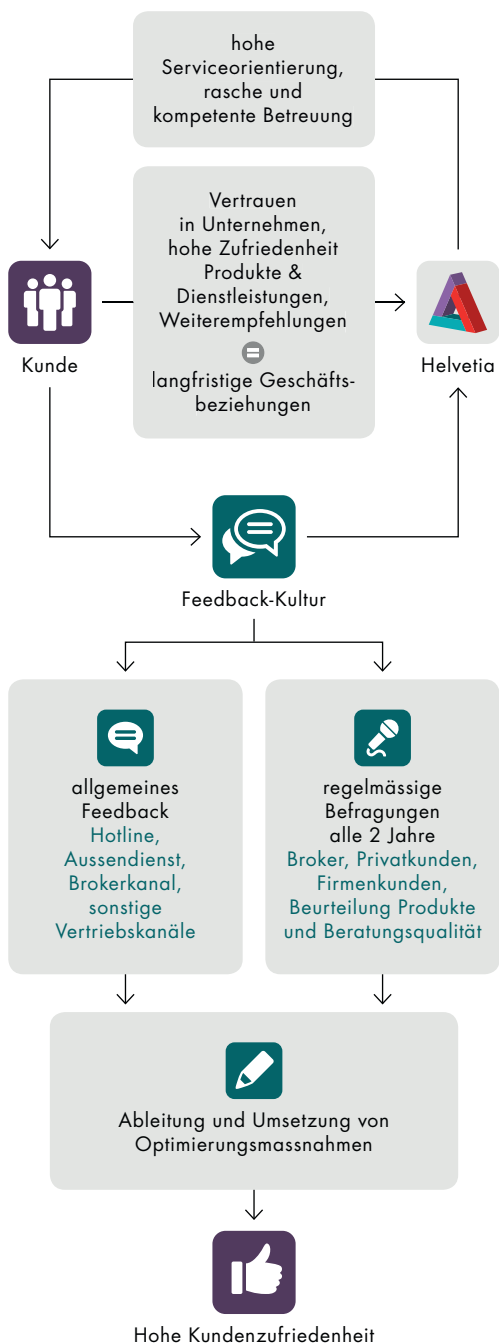 hohe
Serviceorientierung,
rasche und
kompetente Betreuung
Vertrauen
in Unternehmen,
hohe Zufriedenheit
Produkte &
Dienstleistungen,
Weiterempfehlungen
=
langfristige Geschäfts-
beziehungen
Kunde
Helvetia
Feedback-Kultur
allgemeines
Feedback
Hotline,
Aussendienst,
Brokerkanal,
sonstige
Vertriebskanäle
regelmässige
Befragungen
alle 2 Jahre
Broker, Privatkunden,
Firmenkunden,
Beurteilung Produkte
und Beratungsqualität
Ableitung und Umsetzung von
Optimierungsmassnahmen
Hohe Kundenzufriedenheit